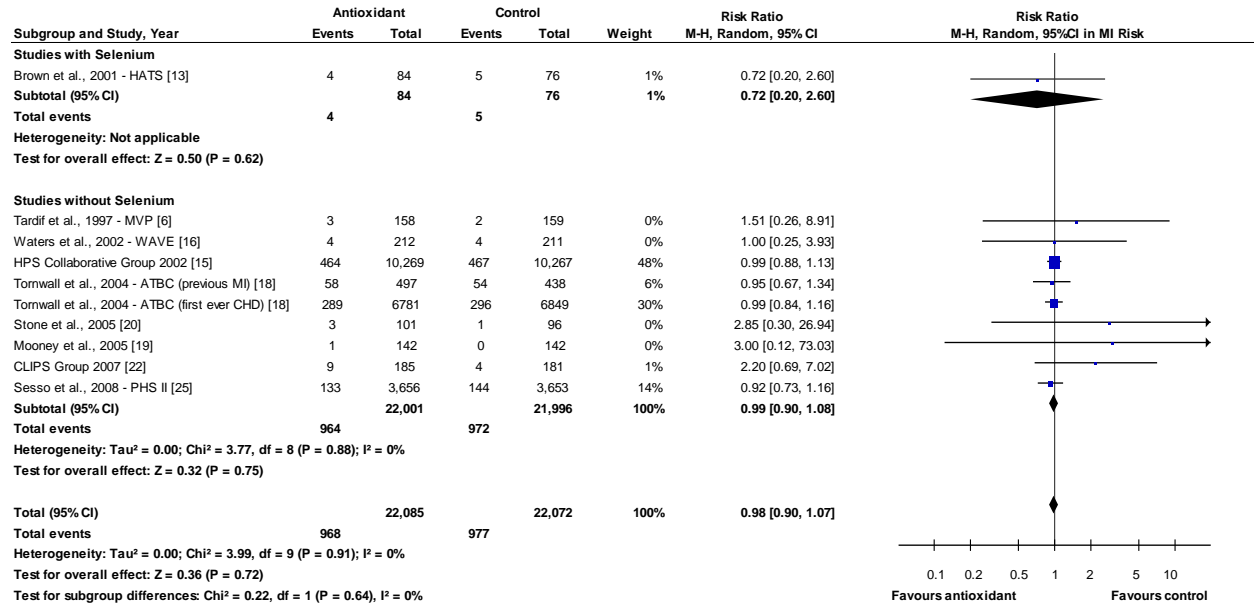 Antioxidant Control Risk Ratio Risk Ratio
Subgroup and Study, Year Events Total Events Total Weight M-H, Random, 95% CI M-H, Random, 95%CI in MI Risk
Studies with Selenium
Brown et al., 2001 - HATS [13] 4 84 5 76 1% 0.72 [0.20, 2.60]
Subtotal (95% CI) 84 76 1% 0.72 [0.20, 2.60]
Total events 4 5
Heterogeneity: Not applicable
Test for overall effect: Z = 0.50 (P = 0.62)
Studies without Selenium
Tardif et al., 1997 - MVP [6] 3 158 2 159 0% 1.51 [0.26, 8.91]
Waters et al., 2002 - WAVE [16] 4 212 4 211 0% 1.00 [0.25, 3.93]
HPS Collaborative Group 2002 [15] 464 10,269 467 10,267 48% 0.99 [0.88, 1.13]
Tornwall et al., 2004 - ATBC (previous MI) [18] 58 497 54 438 6% 0.95 [0.67, 1.34]
Tornwall et al., 2004 - ATBC (first ever CHD) [18] 289 6781 296 6849 30% 0.99 [0.84, 1.16]
Stone et al., 2005 [20] 3 101 1 96 0% 2.85 [0.30, 26.94]
Mooney et al., 2005 [19] 1 142 0 142 0% 3.00 [0.12, 73.03]
CLIPS Group 2007 [22] 9 185 4 181 1% 2.20 [0.69, 7.02]
Sesso et al., 2008 - PHS II [25] 133 3,656 144 3,653 14% 0.92 [0.73, 1.16]
Subtotal (95% CI) 22,001 21,996 100% 0.99 [0.90, 1.08]
Total events 964 972
Heterogeneity: Tau² = 0.00; Chi² = 3.77, df = 8 (P = 0.88); I² = 0%
Test for overall effect: Z = 0.32 (P = 0.75)
Total (95% CI) 22,085 22,072 100% 0.98 [0.90, 1.07]
Total events 968 977
Heterogeneity: Tau² = 0.00; Chi² = 3.99, df = 9 (P = 0.91); I² = 0%
Test for overall effect: Z = 0.36 (P = 0.72)
0.1 0.2 0.5 1 2 5 10
Test for subgroup differences: Chi² = 0.22, df = 1 (P = 0.64), I² = 0% Favours antioxidant Favours control